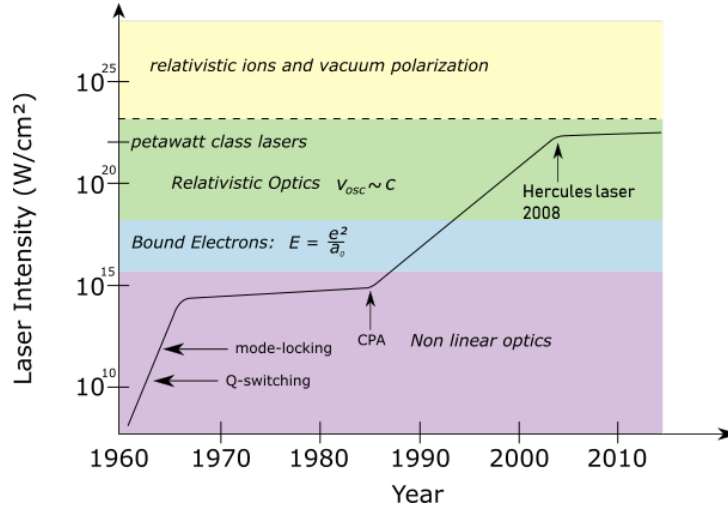 Laser Intensity (W/cm²)
10²⁵
relativistic ions and vacuum polarization
petawatt class lasers
10²⁰
Relativistic Optics v_osc ~ c
Hercules laser
2008
Bound Electrons: E = e²/a₀
10¹⁵
CPA
Non linear optics
mode-locking
10¹⁰
Q-switching
1960 1970 1980 1990 2000 2010
Year